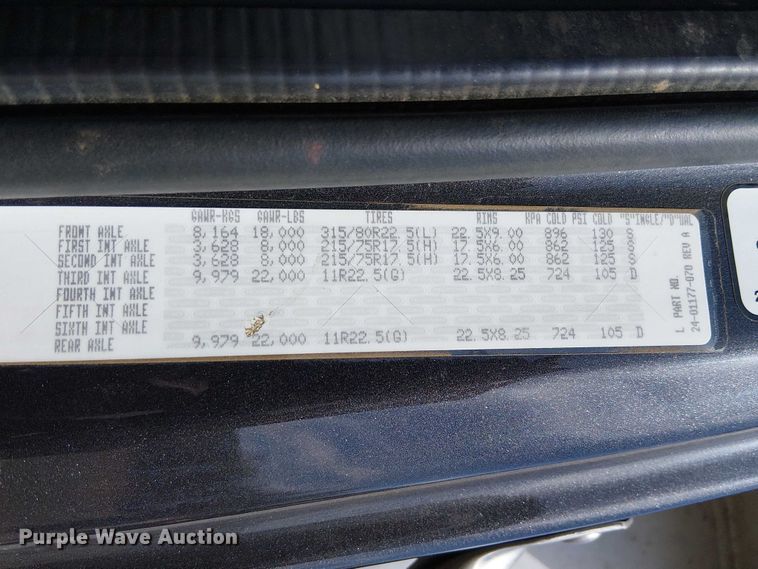 GAWR-KGS GAWR-LBS TIRES RIMS KPA COLD PSI COLD "S"INGLE/"D"UAL
FRONT AXLE 8,164 18,000 315/80R22.5(L) 22.5X9.00 896 130 S
FIRST INT AXLE 3,628 8,000 215/75R17.5(H) 17.5X6.00 862 125 S
SECOND INT AXLE 3,628 8,000 215/75R17.5(H) 17.5X6.00 862 125 S
THIRD INT AXLE 9,979 22,000 11R22.5(G) 22.5X8.25 724 105 D
FOURTH INT AXLE
FIFTH INT AXLE
SIXTH INT AXLE
REAR AXLE 9,979 22,000 11R22.5(G) 22.5X8.25 724 105 D
L PART NO.
24-01177-070 REV A
Purple Wave Auction